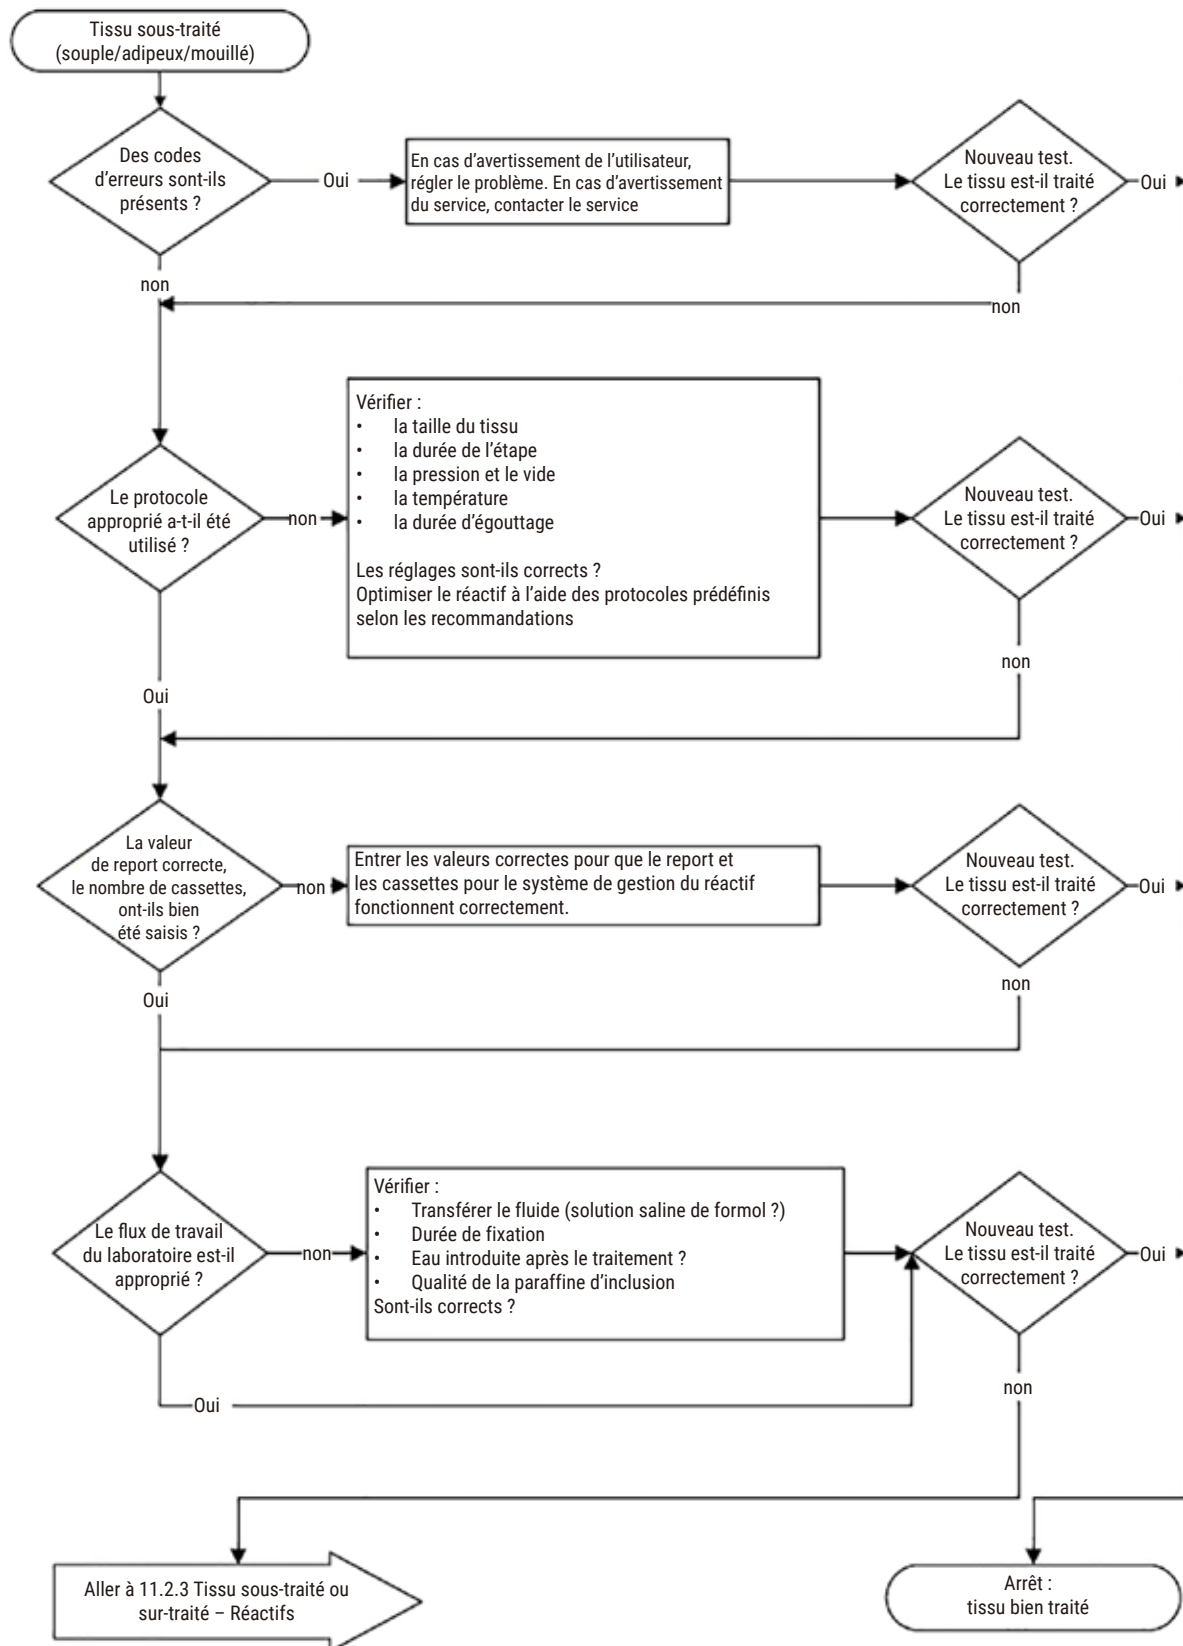 Tissu sous-traité
(souple/adipeux/mouillé)
Des codes
d'erreurs sont-ils
présents ?
Oui
En cas d'avertissement de l'utilisateur,
régler le problème. En cas d'avertissement
du service, contacter le service
Nouveau test.
Le tissu est-il traité
correctement ?
Oui
non
non
Le protocole
approprié a-t-il été
utilisé ?
non
Vérifier :
• la taille du tissu
• la durée de l'étape
• la pression et le vide
• la température
• la durée d'égouttage
Les réglages sont-ils corrects ?
Optimiser le réactif à l'aide des protocoles prédéfinis
selon les recommandations
Nouveau test.
Le tissu est-il traité
correctement ?
Oui
non
Oui
La valeur
de report correcte,
le nombre de cassettes,
ont-ils bien
été saisis ?
non
Entrer les valeurs correctes pour que le report et
les cassettes pour le système de gestion du réactif
fonctionnent correctement.
Nouveau test.
Le tissu est-il traité
correctement ?
Oui
non
Oui
Le flux de travail
du laboratoire est-il
approprié ?
non
Vérifier :
• Transférer le fluide (solution saline de formol ?)
• Durée de fixation
• Eau introduite après le traitement ?
• Qualité de la paraffine d'inclusion
Sont-ils corrects ?
Nouveau test.
Le tissu est-il traité
correctement ?
Oui
non
Oui
Aller à 11.2.3 Tissu sous-traité ou
sur-traité – Réactifs
Arrêt :
tissu bien traité